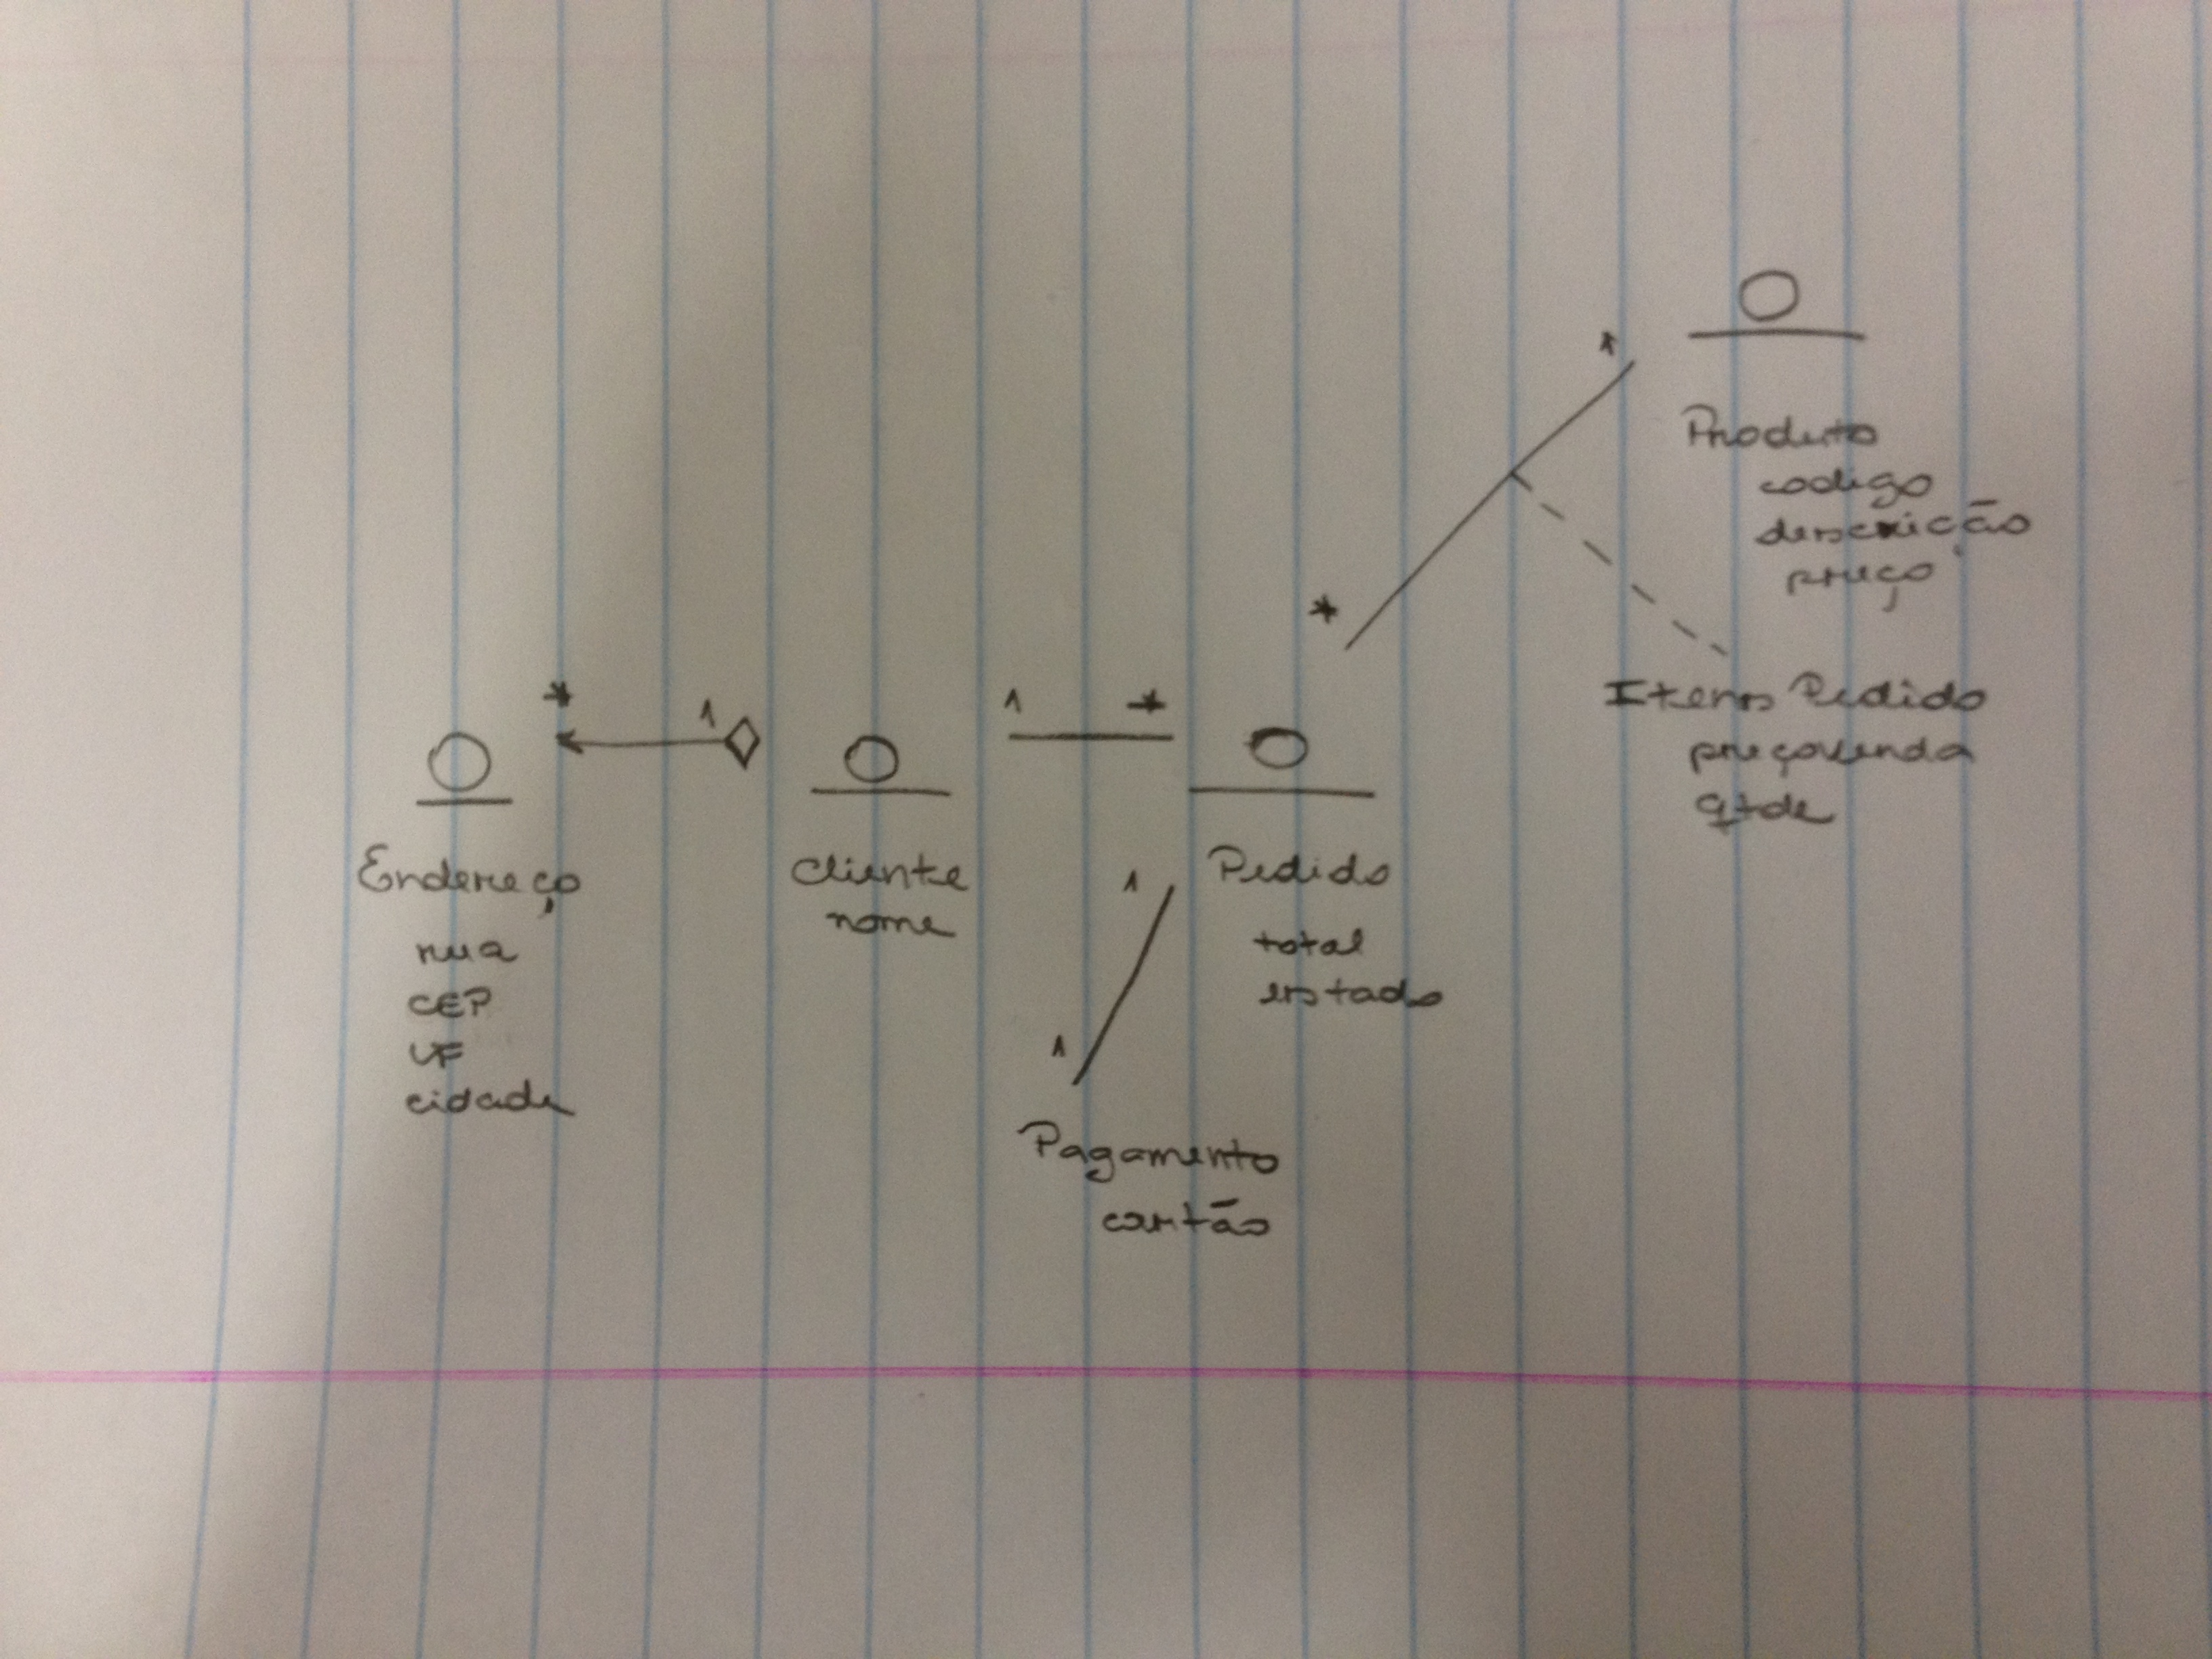 *
Produto
codigo
descrição
preço
*
Itens Pedido
preçovenda
qtde
*
1
1
*
Endereço
rua
CEP
UF
cidade
Cliente
nome
Pedido
total
estado
1
1
Pagamento
cartão